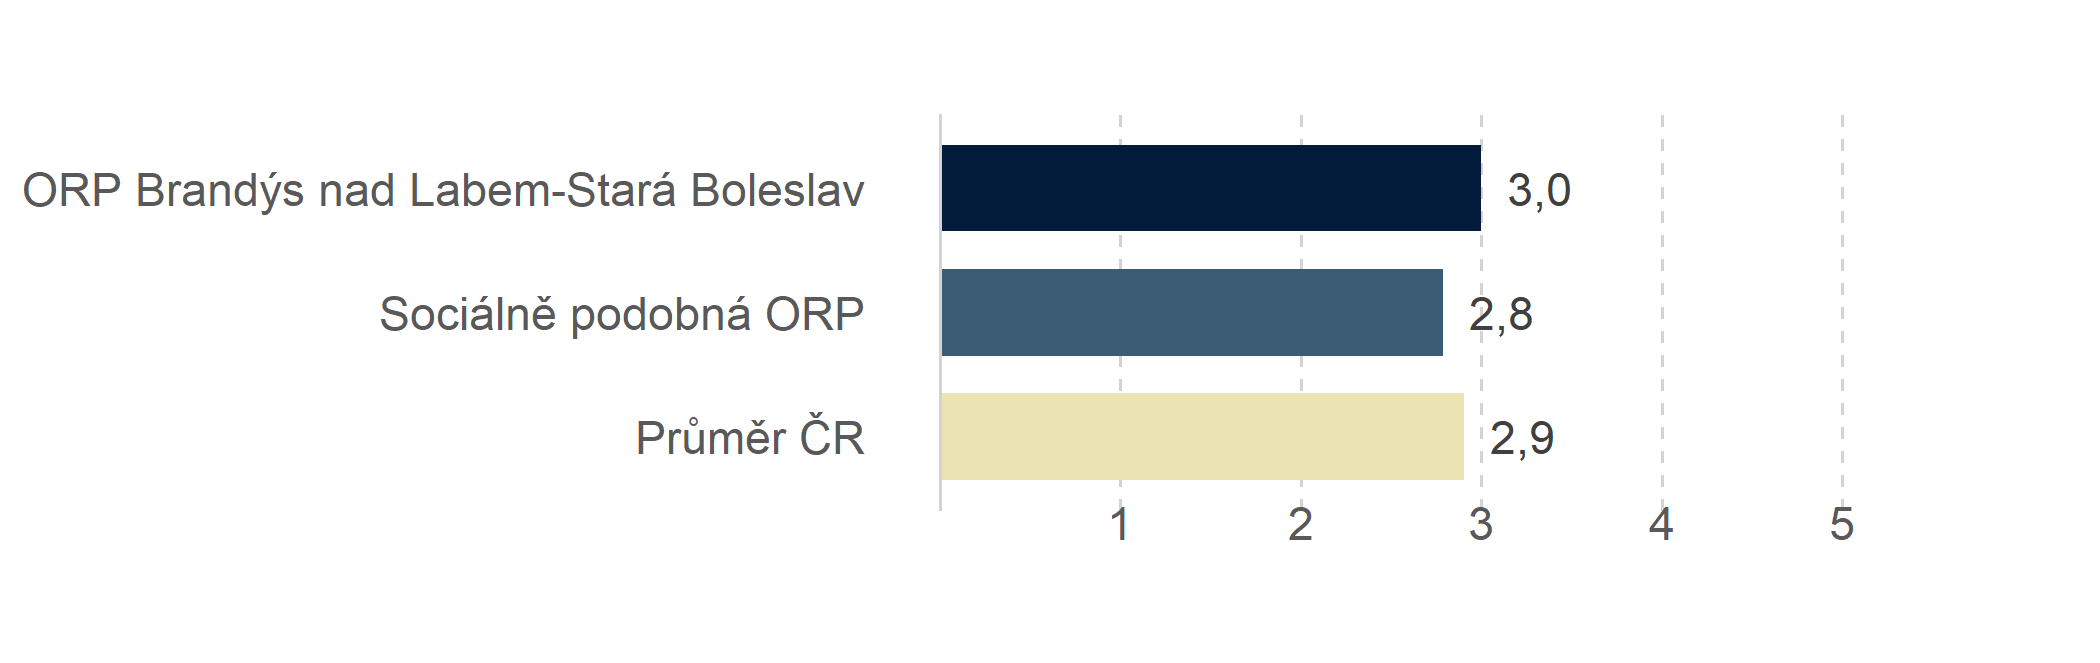 ORP Brandýs nad Labem-Stará Boleslav 3,0
Sociálně podobná ORP 2,8
Průměr ČR 2,9
1 2 3 4 5